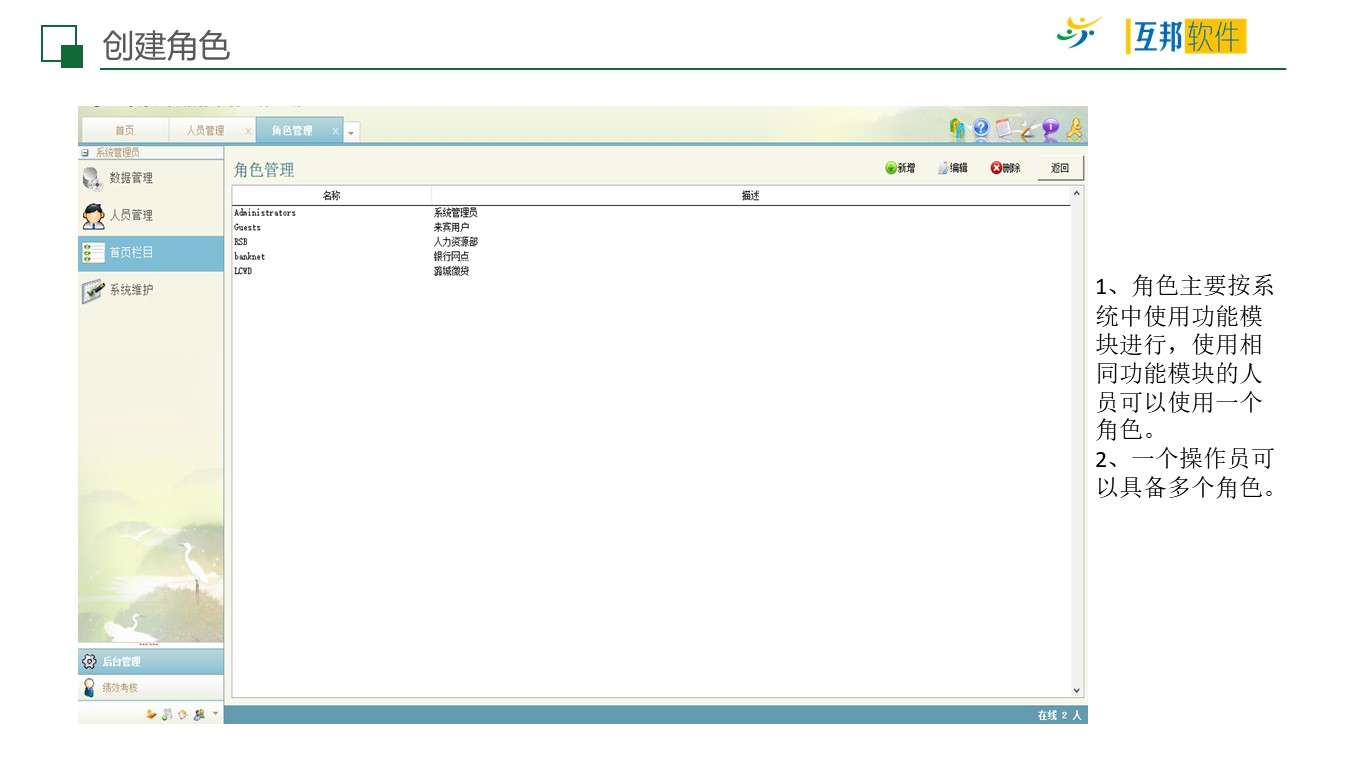 创建角色
互邦软件
首页 人员管理 × 角色管理 ×
系统管理员
数据管理
人员管理
首页栏目
系统维护
后台管理
绩效考核
角色管理 新增 编辑 删除 返回
名称 描述
Administrators 系统管理员
Guests 来宾用户
RSB 人力资源部
banknet 银行网点
LCWD 潞城微贷
在线 2 人
1、角色主要按系
统中使用功能模
块进行，使用相
同功能模块的人
员可以使用一个
角色。
2、一个操作员可
以具备多个角色。